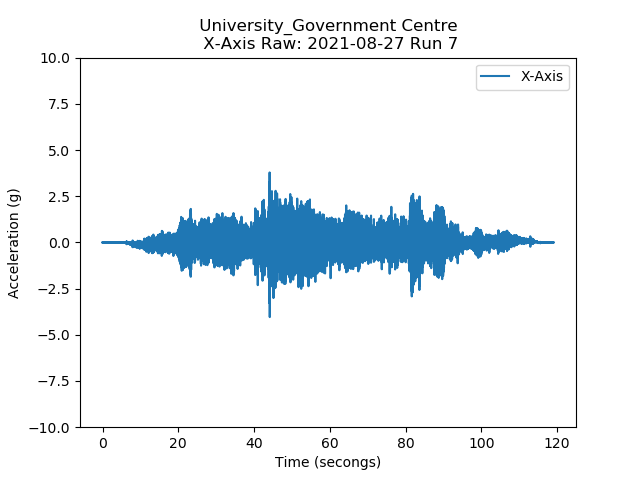 University_Government Centre
X-Axis Raw: 2021-08-27 Run 7
X-Axis
10.0
7.5
5.0
2.5
0.0
−2.5
−5.0
−7.5
−10.0
Acceleration (g)
0 20 40 60 80 100 120
Time (secongs)